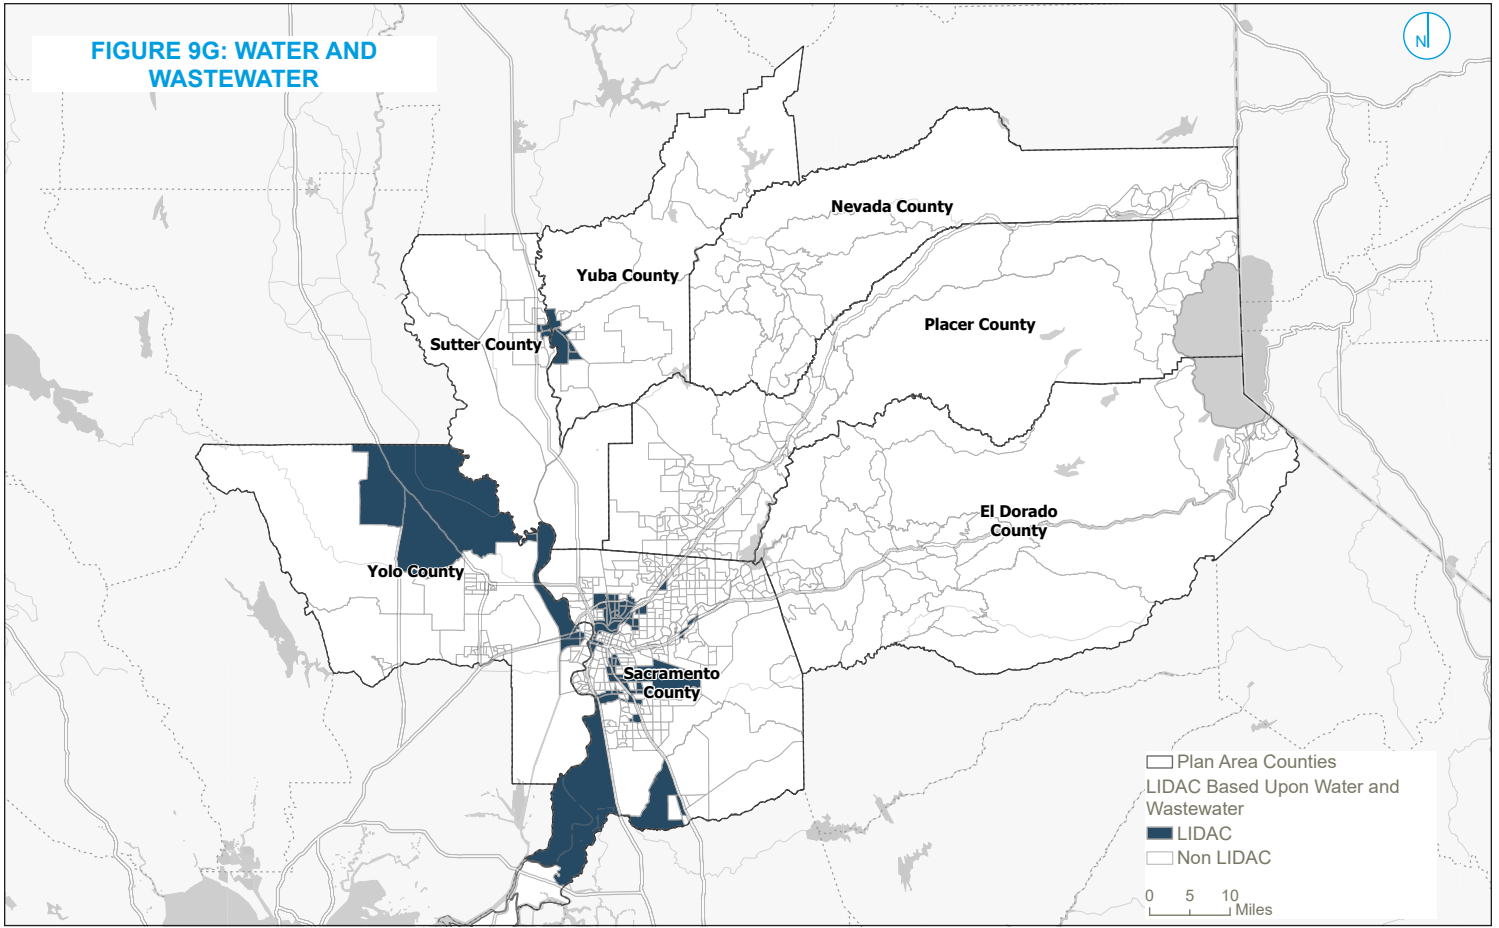 FIGURE 9G: WATER AND
WASTEWATER
N
Nevada County
Yuba County
Placer County
Sutter County
El Dorado
County
Yolo County
Sacramento
County
Plan Area Counties
LIDAC Based Upon Water and
Wastewater
LIDAC
Non LIDAC
0 5 10
Miles